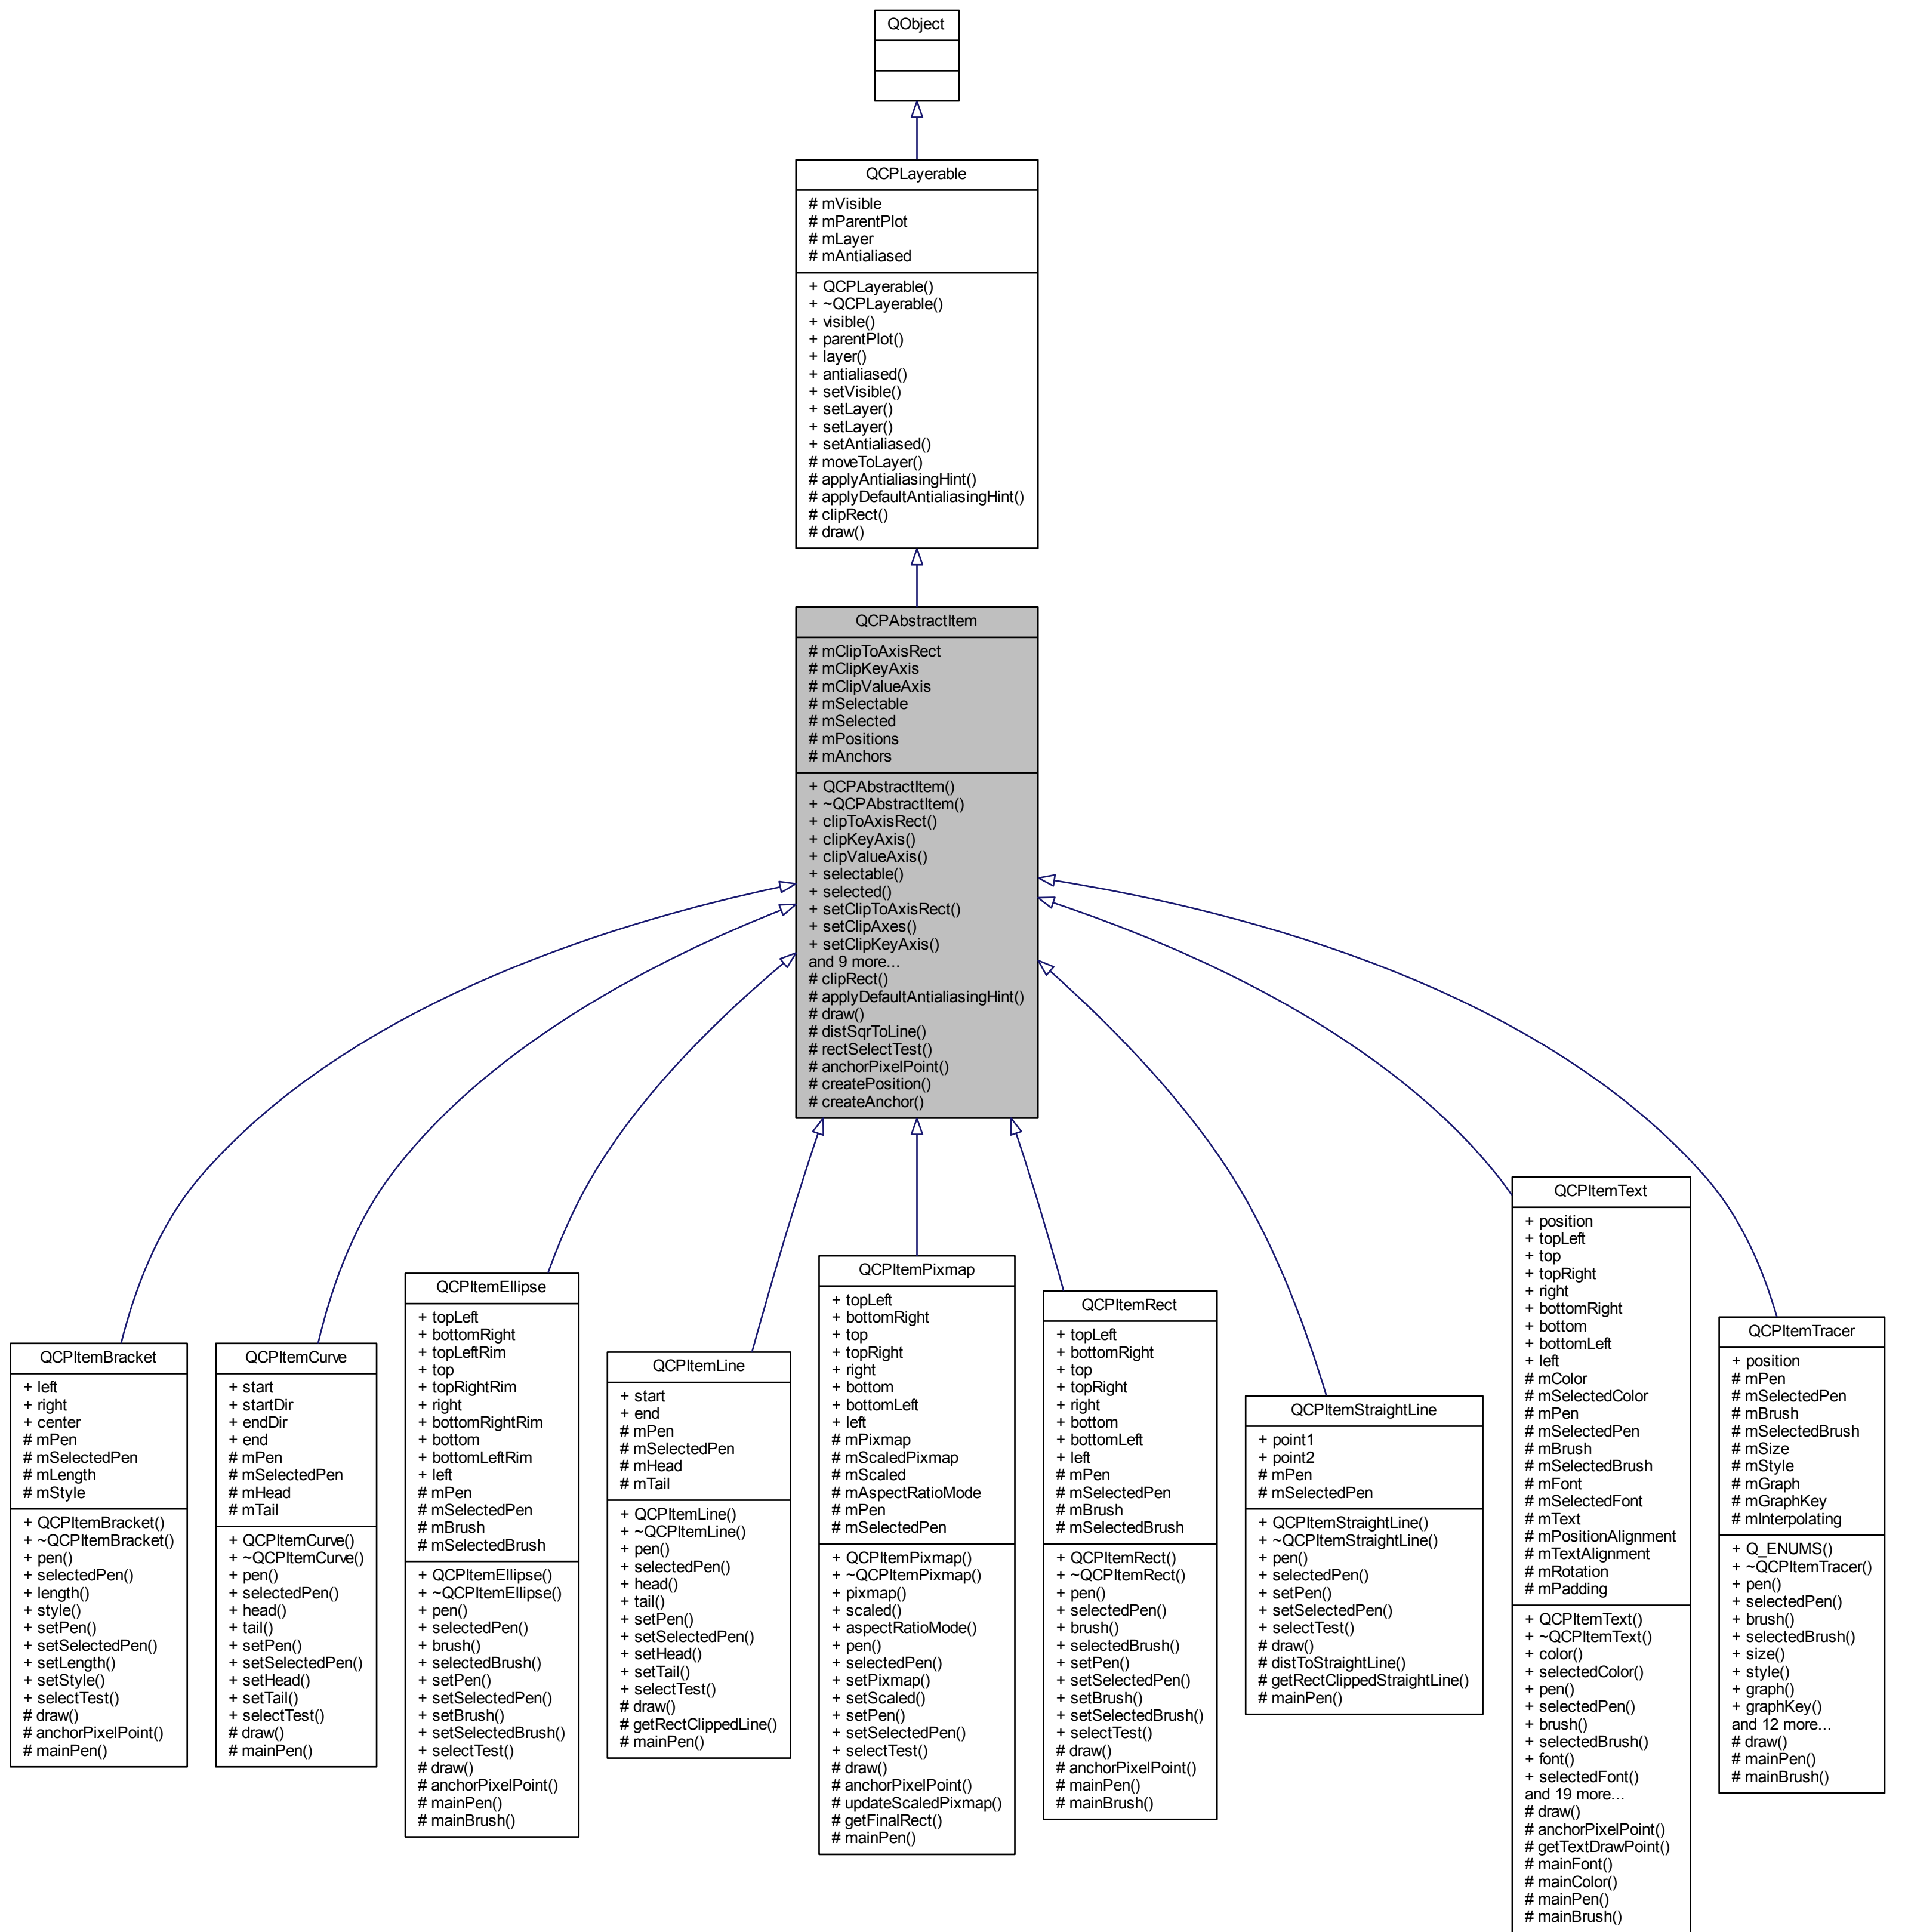 QObject
QCPLayerable
# mVisible
# mParentPlot
# mLayer
# mAntialiased
+ QCPLayerable()
+ ~QCPLayerable()
+ visible()
+ parentPlot()
+ layer()
+ antialiased()
+ setVisible()
+ setLayer()
+ setLayer()
+ setAntialiased()
# moveToLayer()
# applyAntialiasingHint()
# applyDefaultAntialiasingHint()
# clipRect()
# draw()
QCPAbstractItem
# mClipToAxisRect
# mClipKeyAxis
# mClipValueAxis
# mSelectable
# mSelected
# mPositions
# mAnchors
+ QCPAbstractItem()
+ ~QCPAbstractItem()
+ clipToAxisRect()
+ clipKeyAxis()
+ clipValueAxis()
+ selectable()
+ selected()
+ setClipToAxisRect()
+ setClipAxes()
+ setClipKeyAxis()
and 9 more...
# clipRect()
# applyDefaultAntialiasingHint()
# draw()
# distSqrToLine()
# rectSelectTest()
# anchorPixelPoint()
# createPosition()
# createAnchor()
QCPItemBracket
+ left
+ right
+ center
# mPen
# mSelectedPen
# mLength
# mStyle
+ QCPItemBracket()
+ ~QCPItemBracket()
+ pen()
+ selectedPen()
+ length()
+ style()
+ setPen()
+ setSelectedPen()
+ setLength()
+ setStyle()
+ selectTest()
# draw()
# anchorPixelPoint()
# mainPen()
QCPItemCurve
+ start
+ startDir
+ endDir
+ end
# mPen
# mSelectedPen
# mHead
# mTail
+ QCPItemCurve()
+ ~QCPItemCurve()
+ pen()
+ selectedPen()
+ head()
+ tail()
+ setPen()
+ setSelectedPen()
+ setHead()
+ setTail()
+ selectTest()
# draw()
# mainPen()
QCPItemEllipse
+ topLeft
+ bottomRight
+ topLeftRim
+ top
+ topRightRim
+ right
+ bottomRightRim
+ bottom
+ bottomLeftRim
+ left
# mPen
# mSelectedPen
# mBrush
# mSelectedBrush
+ QCPItemEllipse()
+ ~QCPItemEllipse()
+ pen()
+ selectedPen()
+ brush()
+ selectedBrush()
+ setPen()
+ setSelectedPen()
+ setBrush()
+ setSelectedBrush()
+ selectTest()
# draw()
# anchorPixelPoint()
# mainPen()
# mainBrush()
QCPItemLine
+ start
+ end
# mPen
# mSelectedPen
# mHead
# mTail
+ QCPItemLine()
+ ~QCPItemLine()
+ pen()
+ selectedPen()
+ head()
+ tail()
+ setPen()
+ setSelectedPen()
+ setHead()
+ setTail()
+ selectTest()
# draw()
# getRectClippedLine()
# mainPen()
QCPItemPixmap
+ topLeft
+ bottomRight
+ top
+ topRight
+ right
+ bottom
+ bottomLeft
+ left
# mPixmap
# mScaledPixmap
# mScaled
# mAspectRatioMode
# mPen
# mSelectedPen
+ QCPItemPixmap()
+ ~QCPItemPixmap()
+ pixmap()
+ scaled()
+ aspectRatioMode()
+ pen()
+ selectedPen()
+ setPixmap()
+ setScaled()
+ setPen()
+ setSelectedPen()
+ selectTest()
# draw()
# anchorPixelPoint()
# updateScaledPixmap()
# getFinalRect()
# mainPen()
QCPItemRect
+ topLeft
+ bottomRight
+ top
+ topRight
+ right
+ bottom
+ bottomLeft
+ left
# mPen
# mSelectedPen
# mBrush
# mSelectedBrush
+ QCPItemRect()
+ ~QCPItemRect()
+ pen()
+ selectedPen()
+ brush()
+ selectedBrush()
+ setPen()
+ setSelectedPen()
+ setBrush()
+ setSelectedBrush()
+ selectTest()
# draw()
# anchorPixelPoint()
# mainPen()
# mainBrush()
QCPItemStraightLine
+ point1
+ point2
# mPen
# mSelectedPen
+ QCPItemStraightLine()
+ ~QCPItemStraightLine()
+ pen()
+ selectedPen()
+ setPen()
+ setSelectedPen()
+ selectTest()
# draw()
# distToStraightLine()
# getRectClippedStraightLine()
# mainPen()
QCPItemText
+ position
+ topLeft
+ top
+ topRight
+ right
+ bottomRight
+ bottom
+ bottomLeft
+ left
# mColor
# mSelectedColor
# mPen
# mSelectedPen
# mBrush
# mSelectedBrush
# mFont
# mSelectedFont
# mText
# mPositionAlignment
# mTextAlignment
# mRotation
# mPadding
+ QCPItemText()
+ ~QCPItemText()
+ color()
+ selectedColor()
+ pen()
+ selectedPen()
+ brush()
+ selectedBrush()
+ font()
+ selectedFont()
and 19 more...
# draw()
# anchorPixelPoint()
# getTextDrawPoint()
# mainFont()
# mainColor()
# mainPen()
# mainBrush()
QCPItemTracer
+ position
# mPen
# mSelectedPen
# mBrush
# mSelectedBrush
# mSize
# mStyle
# mGraph
# mGraphKey
# mInterpolating
+ Q_ENUMS()
+ ~QCPItemTracer()
+ pen()
+ selectedPen()
+ brush()
+ selectedBrush()
+ size()
+ style()
+ graph()
+ graphKey()
and 12 more...
# draw()
# mainPen()
# mainBrush()